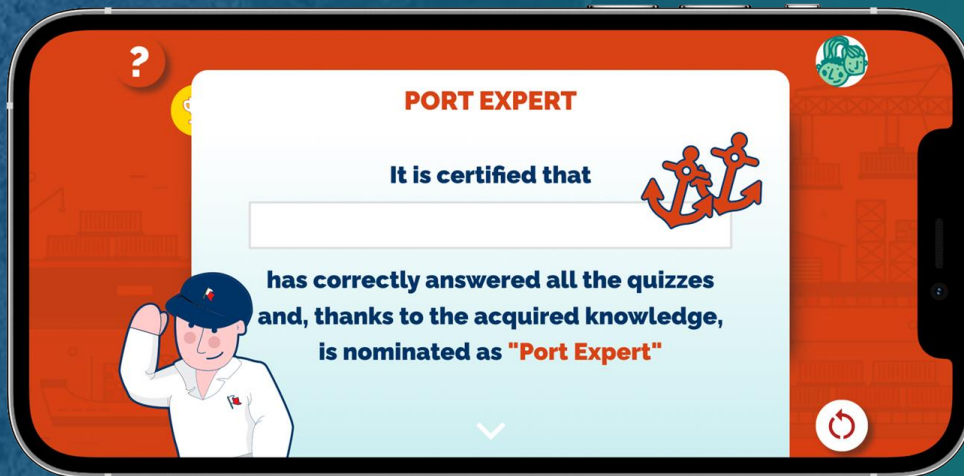 ?
PORT EXPERT
It is certified that
has correctly answered all the quizzes
and, thanks to the acquired knowledge,
is nominated as "Port Expert"